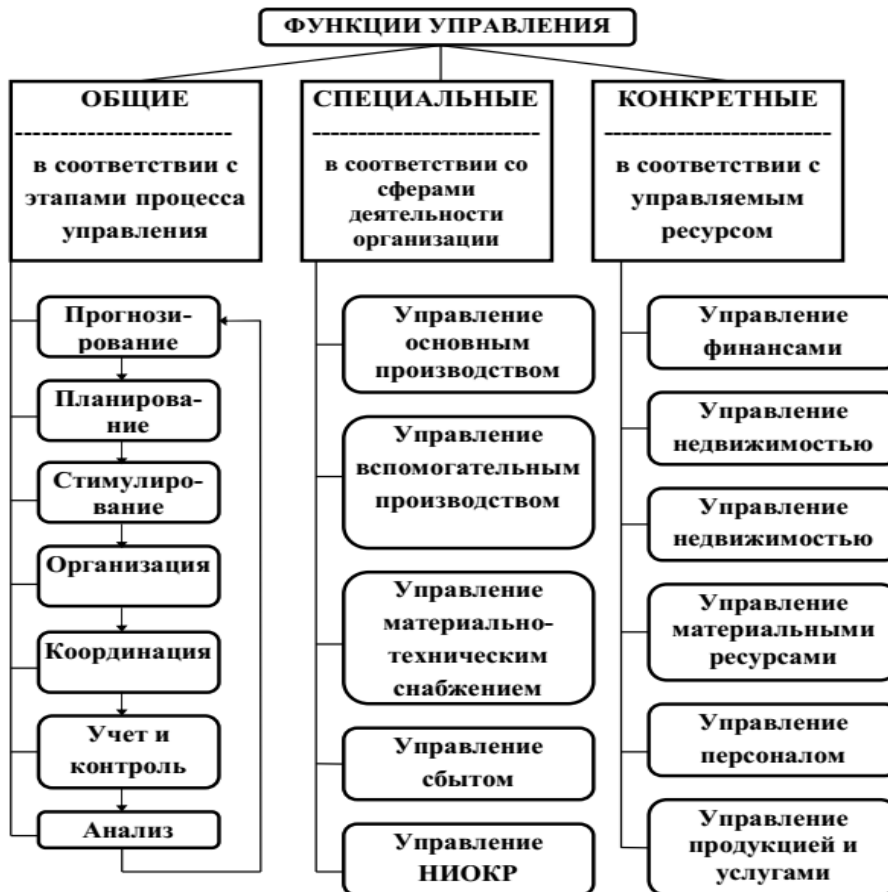 ФУНКЦИИ УПРАВЛЕНИЯ
ОБЩИЕ
-------------------------
в соответствии с
этапами процесса
управления
Прогнози-
рование
Планирова-
ние
Стимулиро-
вание
Организация
Координация
Учет и
контроль
Анализ
СПЕЦИАЛЬНЫЕ
-------------------------
в соответствии со
сферами
деятельности
организации
Управление
основным
производством
Управление
вспомогательным
производством
Управление
материально-
техническим
снабжением
Управление
сбытом
Управление
НИОКР
КОНКРЕТНЫЕ
-------------------------
в соответствии с
управляемым
ресурсом
Управление
финансами
Управление
недвижимостью
Управление
недвижимостью
Управление
материальными
ресурсами
Управление
персоналом
Управление
продукцией и
услугами